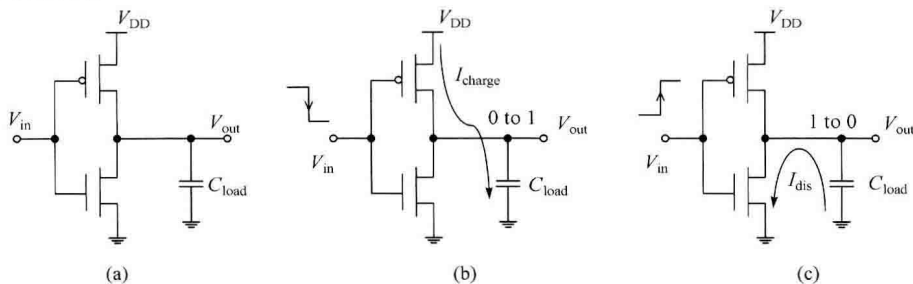 V_DD
V_in
V_out
C_load
(a)
V_DD
I_charge
0 to 1
V_in
V_out
C_load
(b)
V_DD
1 to 0
V_in
V_out
I_dis
C_load
(c)